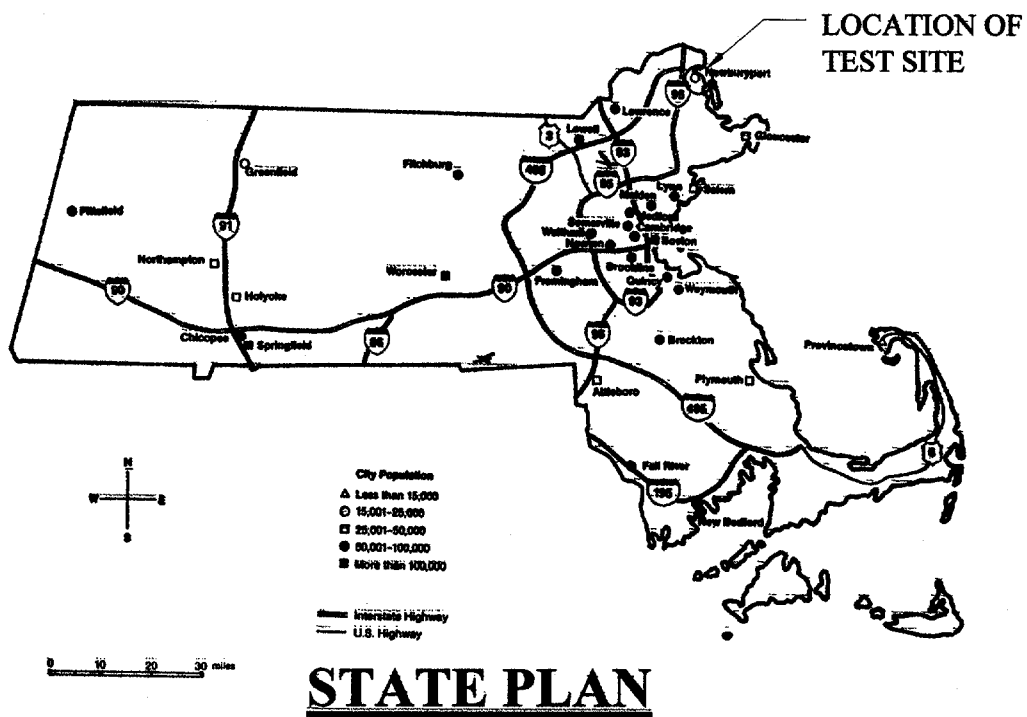 LOCATION OF
TEST SITE
Newburyport
95
Lawrence
3
Lowell
93
Gloucester
495
Fitchburg
Greenfield
95
Lynn
Salem
Malden
Pittsfield
Medford
91
Somerville
Cambridge
Waltham
Boston
Newton
Northampton
Brookline
Worcester
Framingham
Quincy
90
90
Holyoke
Weymouth
93
Chicopee
Springfield
86
95
Brockton
Provincetown
Attleboro
Plymouth
495
6
Fall River
195
New Bedford
N
W E
S
City Population
Less than 15,000
15,001-25,000
25,001-50,000
50,001-100,000
More than 100,000
Interstate Highway
U.S. Highway
0 10 20 30 miles
STATE PLAN